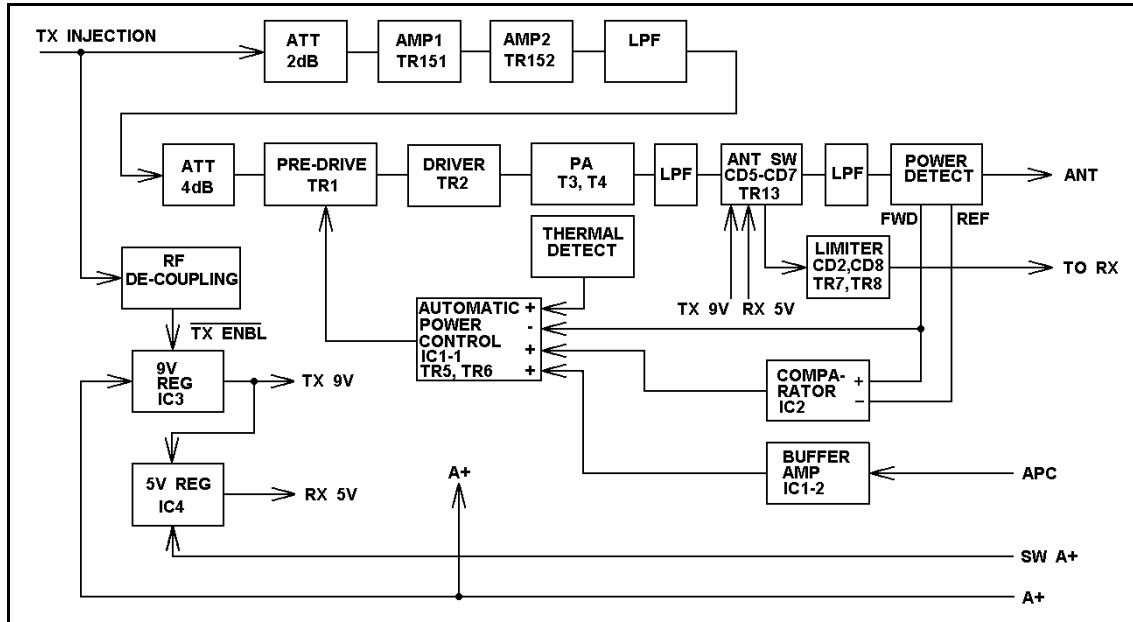 TX INJECTION
ATT
2dB
AMP1
TR151
AMP2
TR152
LPF
ATT
4dB
PRE-DRIVE
TR1
DRIVER
TR2
PA
T3, T4
LPF
ANT SW
CD5-CD7
TR13
LPF
POWER
DETECT
ANT
FWD
REF
THERMAL
DETECT
LIMITER
CD2,CD8
TR7,TR8
TO RX
TX 9V
RX 5V
RF
DE-COUPLING
TX ENBL
AUTOMATIC +
POWER -
CONTROL
IC1-1 +
TR5, TR6 +
9V
REG
IC3
TX 9V
COMPA- +
RATOR −
IC2
5V REG
IC4
RX 5V
A+
BUFFER
AMP
IC1-2
APC
SW A+
A+